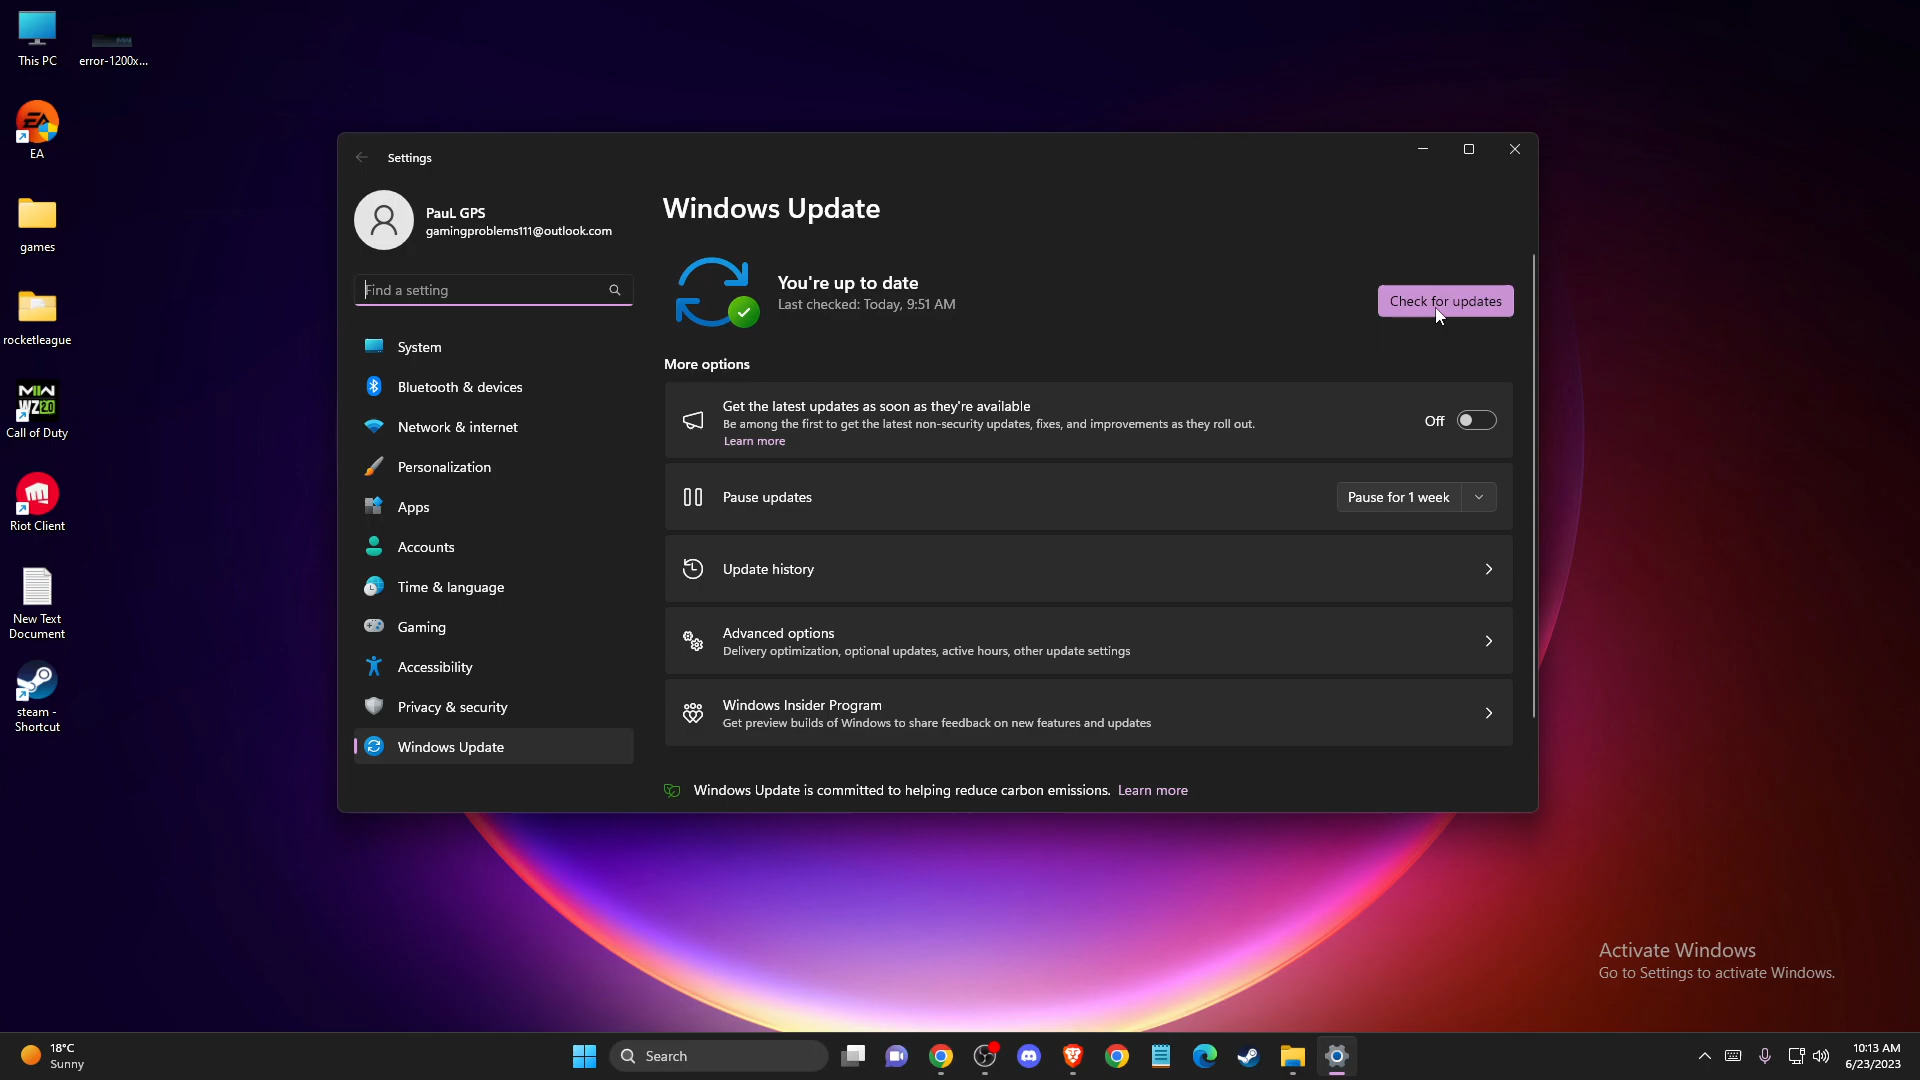 This PC
error-1200x...
EA
games
rocketleague
MW
WZ 2.0
Call of Duty
Riot Client
New Text
Document
steam -
Shortcut
Settings
PauL GPS
gamingproblems111@outlook.com
Find a setting
System
Bluetooth & devices
Network & internet
Personalization
Apps
Accounts
Time & language
Gaming
Accessibility
Privacy & security
Windows Update
Windows Update
You're up to date
Last checked: Today, 9:51 AM
Check for updates
More options
Get the latest updates as soon as they're available
Be among the first to get the latest non-security updates, fixes, and improvements as they roll out.
Learn more
Off
Pause updates
Pause for 1 week
Update history
Advanced options
Delivery optimization, optional updates, active hours, other update settings
Windows Insider Program
Get preview builds of Windows to share feedback on new features and updates
Windows Update is committed to helping reduce carbon emissions. Learn more
Activate Windows
Go to Settings to activate Windows.
18°C
Sunny
Search
10:13 AM
6/23/2023